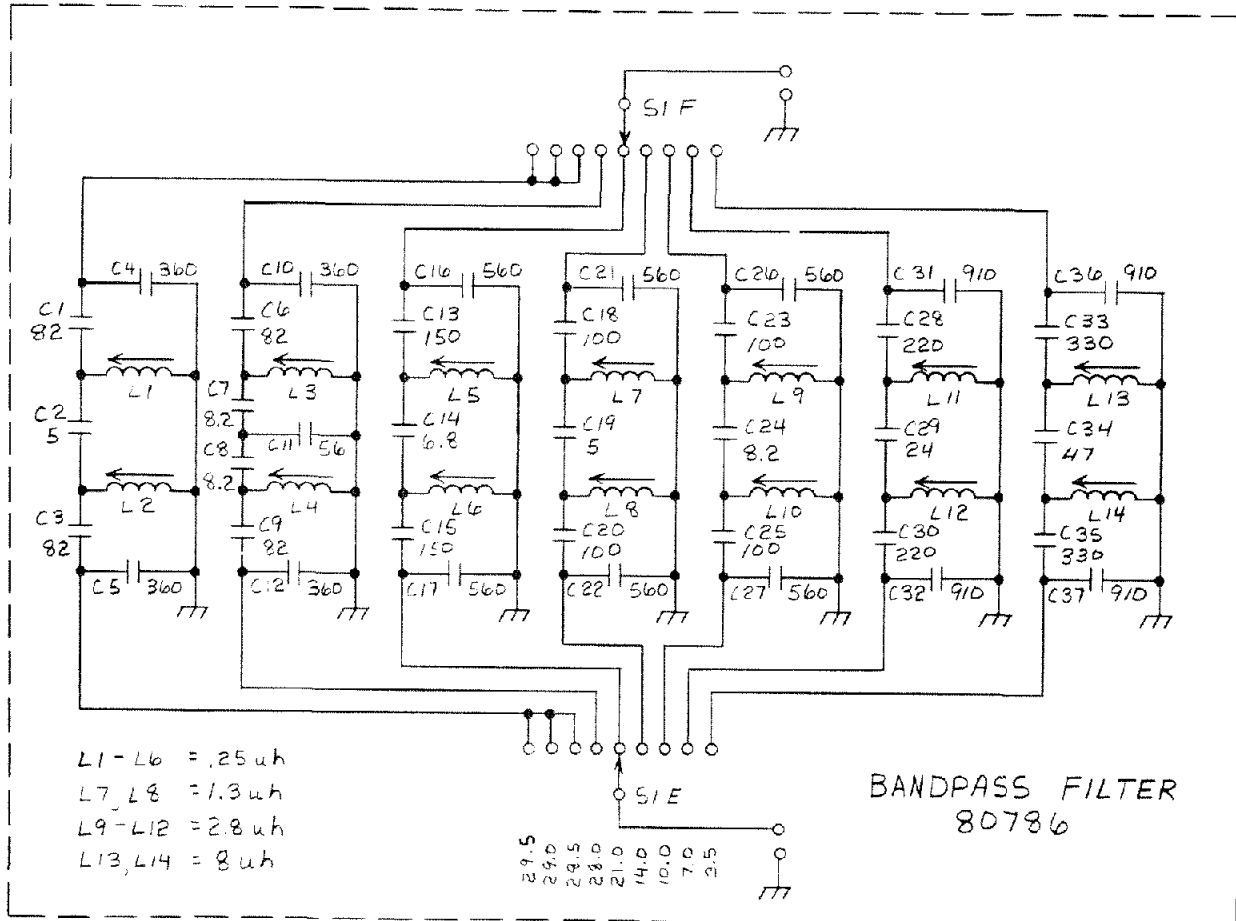 S1F
C4 360
C10 360
C16 560
C21 560
C26 560
C31 910
C36 910
C1
82
C6
82
C13
150
C18
100
C23
100
C28
220
C33
330
L1
L3
L5
L7
L9
L11
L13
C2
5
C7
8.2
C8
8.2
C11 56
C14
6.8
C19
5
C24
8.2
C29
24
C34
47
L2
L4
L6
L8
L10
L12
L14
C3
82
C9
82
C15
150
C20
100
C25
100
C30
220
C35
330
C5 360
C12 360
C17 560
C22 560
C27 560
C32 910
C37 910
L1-L6 = .25 uh
L7, L8 = 1.3 uh
L9-L12 = 2.8 uh
L13, L14 = 8 uh
S1E
29.5
29.0
28.5
28.0
21.0
14.0
10.0
7.0
3.5
BANDPASS FILTER
80786